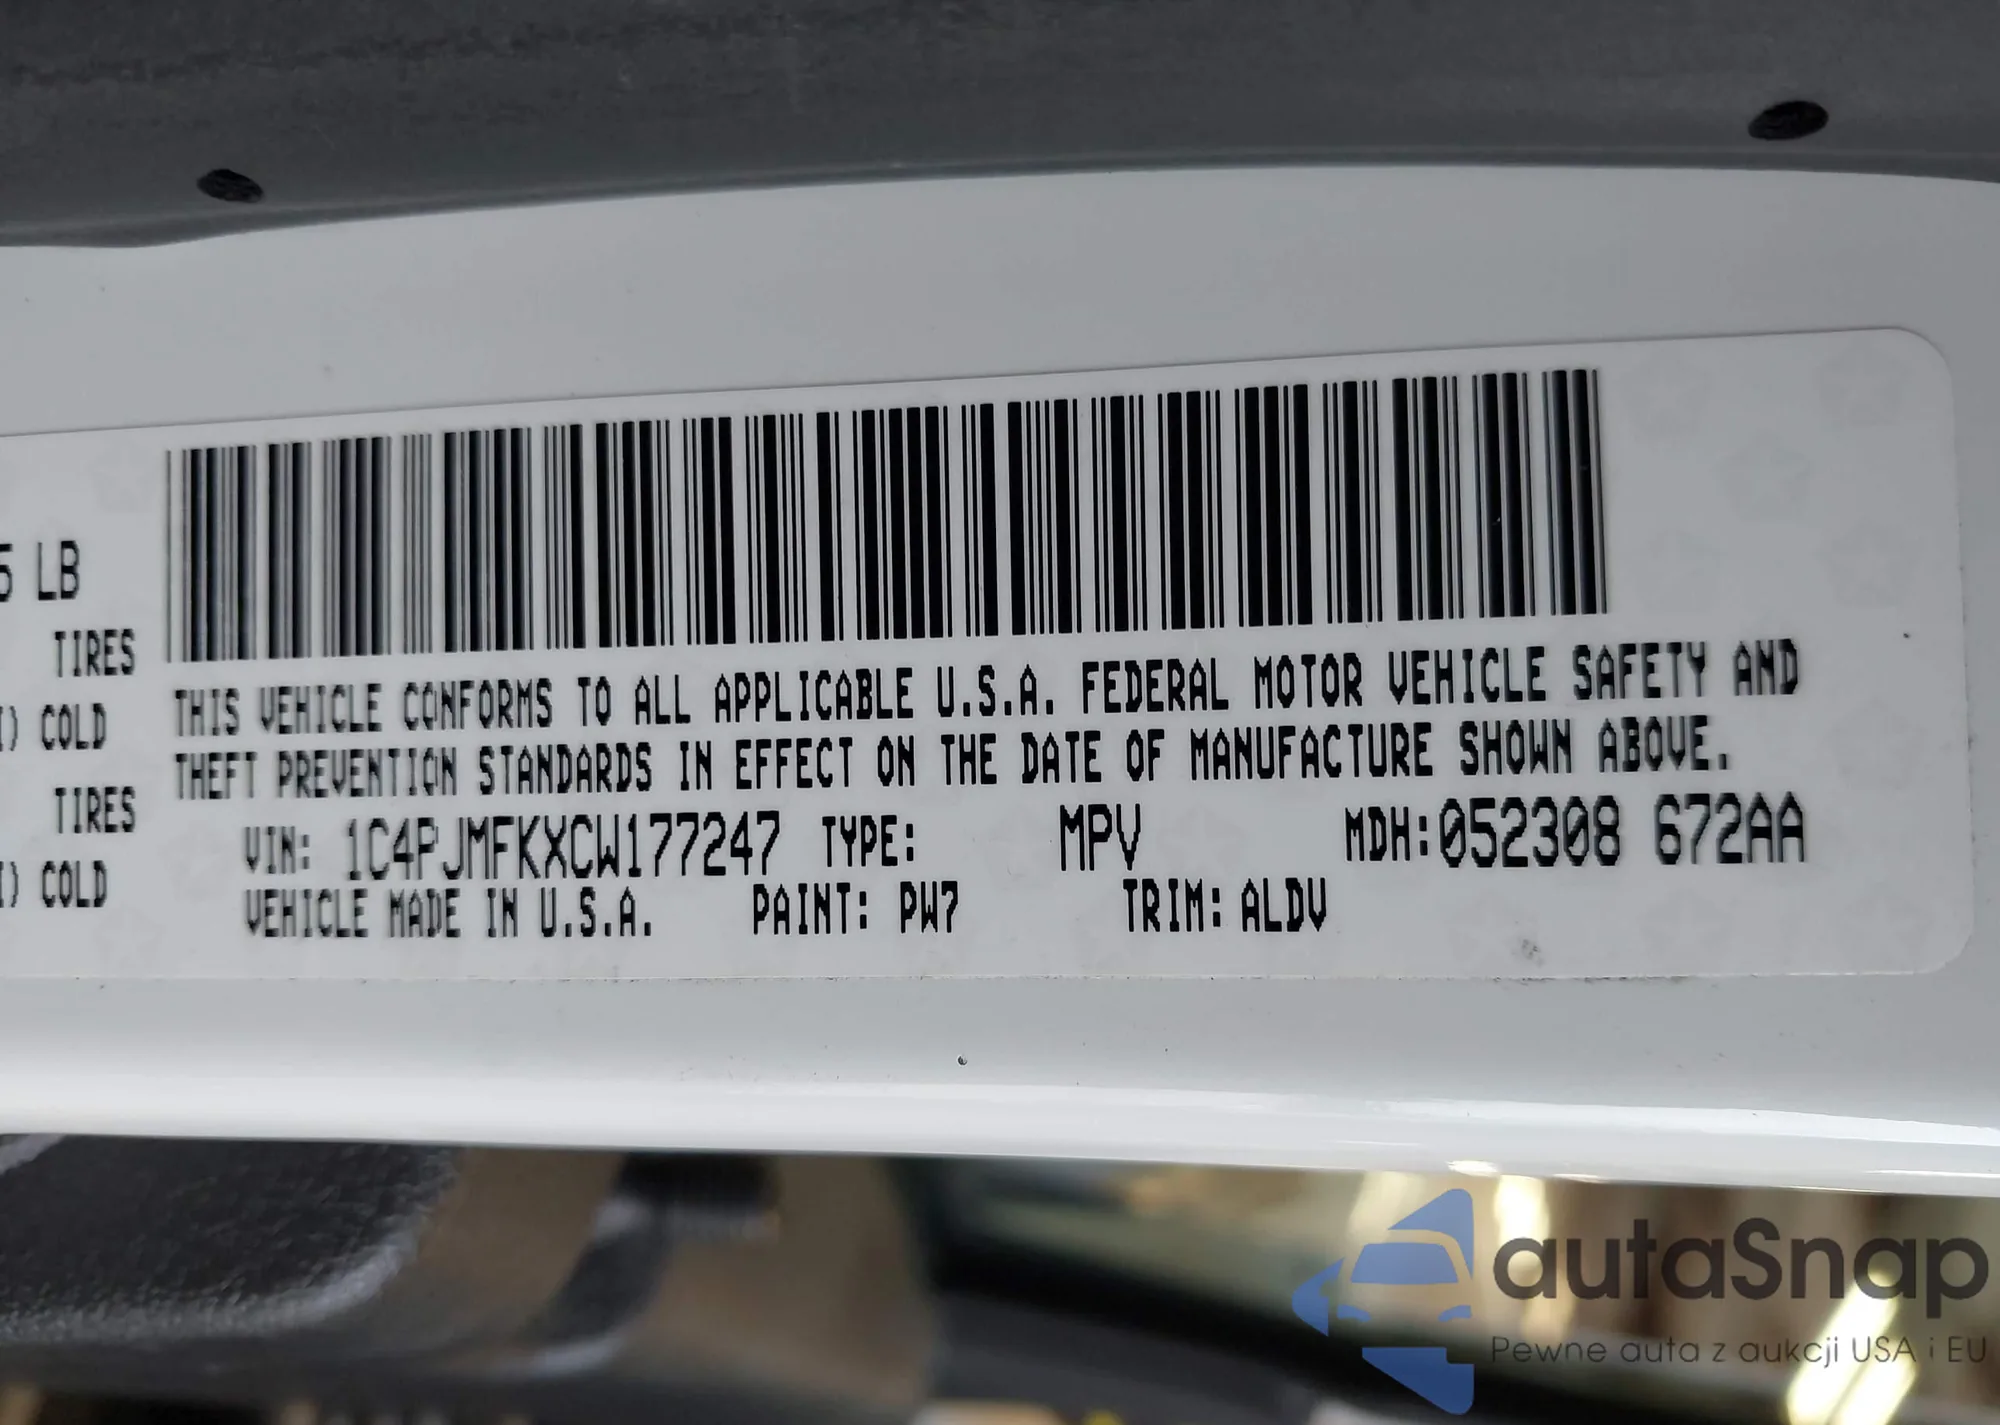 5 LB
TIRES
I) COLD
TIRES
I) COLD
THIS VEHICLE CONFORMS TO ALL APPLICABLE U.S.A. FEDERAL MOTOR VEHICLE SAFETY AND
THEFT PREVENTION STANDARDS IN EFFECT ON THE DATE OF MANUFACTURE SHOWN ABOVE.
VIN: 1C4PJMFKXCW177247 TYPE: MPV MDH:052308 672AA
VEHICLE MADE IN U.S.A. PAINT: PW7 TRIM: ALDV
autaSnap
Pewne auta z aukcji USA i EU